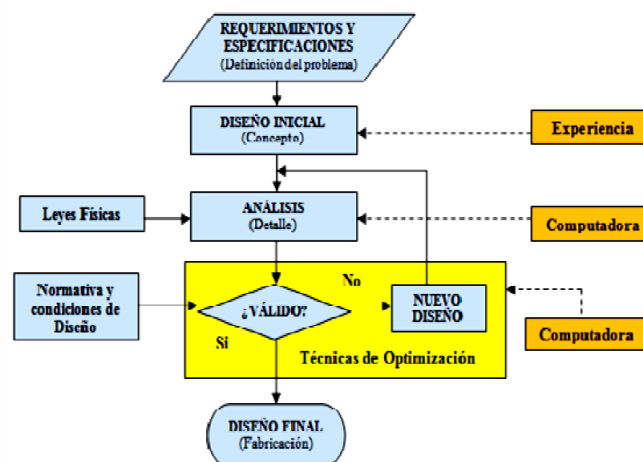 REQUERIMIENTOS Y
ESPECIFICACIONES
(Definición del problema)
DISEÑO INICIAL
(Concepto)
Experiencia
Leyes Físicas
ANÁLISIS
(Detalle)
Computadora
Normativa y
condiciones de
Diseño
¿VÁLIDO?
No
NUEVO
DISEÑO
Si
Técnicas de Optimización
Computadora
DISEÑO FINAL
(Fabricación)